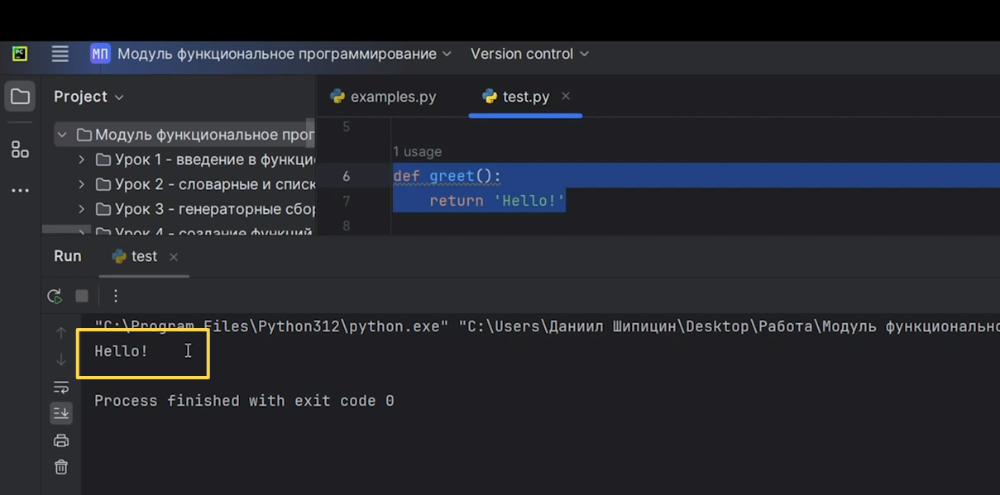 PC МП Модуль функциональное программирование Version control
Project
examples.py test.py
Модуль функциональное прог
Урок 1 - введение в функци
Урок 2 - словарные и списк
Урок 3 - генераторные сбор
Урок 4 - создание функций
5
1 usage
6 def greet():
7 return 'Hello!'
8
Run test
"C:\Program Files\Python312\python.exe" "C:\Users\Даниил Шипицин\Desktop\Работа\Модуль функционально
Hello!
Process finished with exit code 0